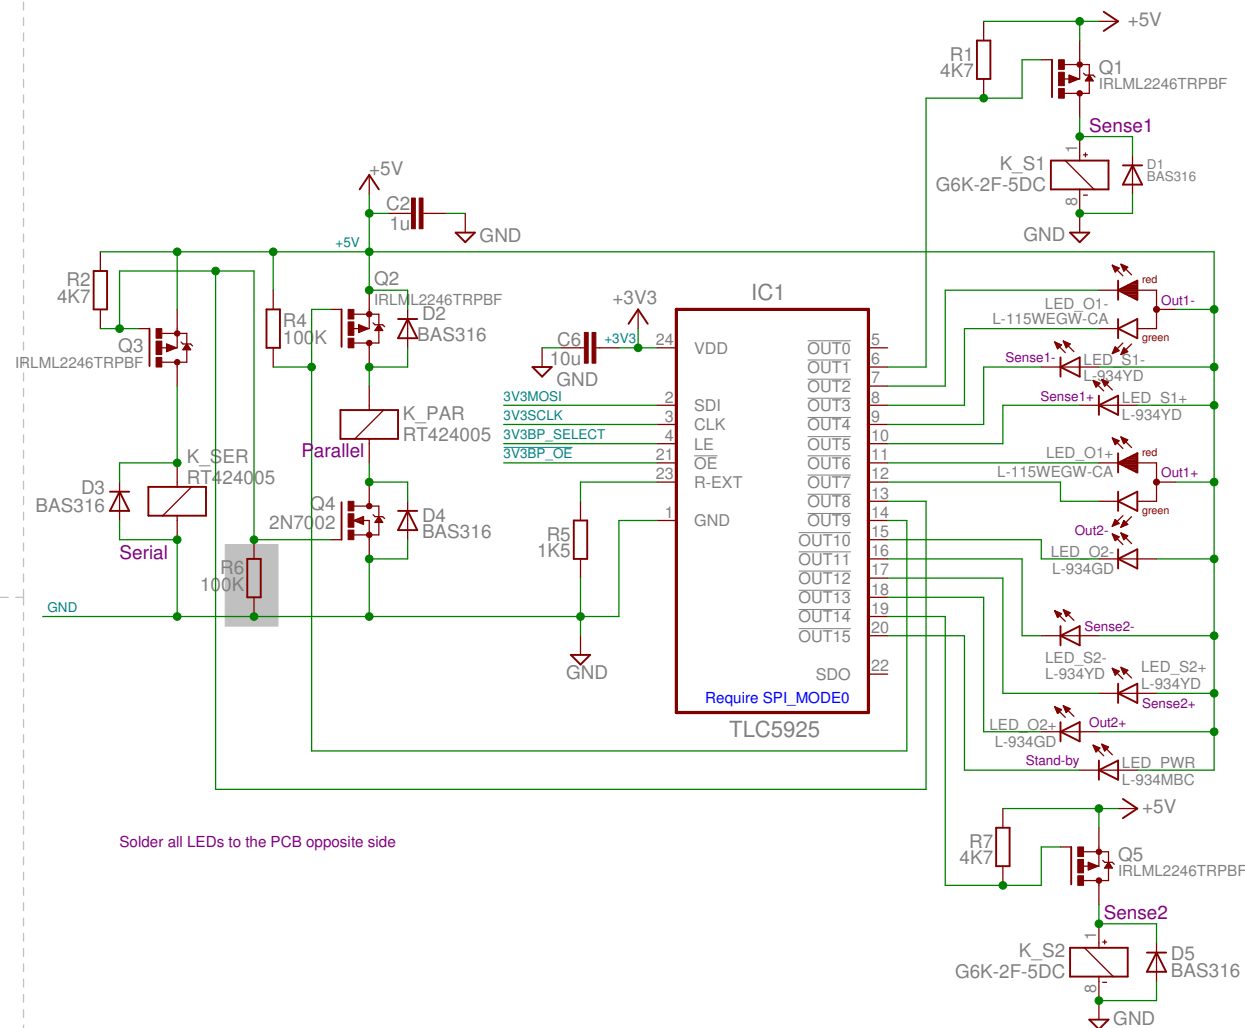 +5V
R1
4K7
Q1
IRLML2246TRPBF
Sense1
K_S1
G6K-2F-5DC
1
+
8
-
D1
BAS316
GND
+5V
C2
1u
GND
+5V
R2
4K7
Q3
IRLML2246TRPBF
R4
100K
Q2
IRLML2246TRPBF
D2
BAS316
K_PAR
RT424005
Parallel
K_SER
RT424005
D3
BAS316
Serial
Q4
2N7002
D4
BAS316
R6
100K
GND
+3V3
C6
10u
+3V3
GND
3V3MOSI
3V3SCLK
3V3BP_SELECT
3V3BP_OE
R5
1K5
GND
IC1
24 VDD
2 SDI
3 CLK
4 LE
21 OE
23 R-EXT
1 GND
OUT0 5
OUT1 6
OUT2 7
OUT3 8
OUT4 9
OUT5 10
OUT6 11
OUT7 12
OUT8 13
OUT9 14
OUT10 15
OUT11 16
OUT12 17
OUT13 18
OUT14 19
OUT15 20
SDO 22
Require SPI_MODE0
TLC5925
red
LED_O1-
Out1-
L-115WEGW-CA
green
Sense1-
LED_S1-
L-934YD
Sense1+
LED_S1+
L-934YD
LED_O1+
red
L-115WEGW-CA
Out1+
green
Out2-
LED_O2-
L-934GD
Sense2-
LED_S2-
L-934YD
LED_S2+
L-934YD
Sense2+
LED_O2+
L-934GD
Out2+
Stand-by
LED_PWR
L-934MBC
Solder all LEDs to the PCB opposite side
+5V
R7
4K7
Q5
IRLML2246TRPBF
Sense2
K_S2
G6K-2F-5DC
1
+
8
-
D5
BAS316
GND